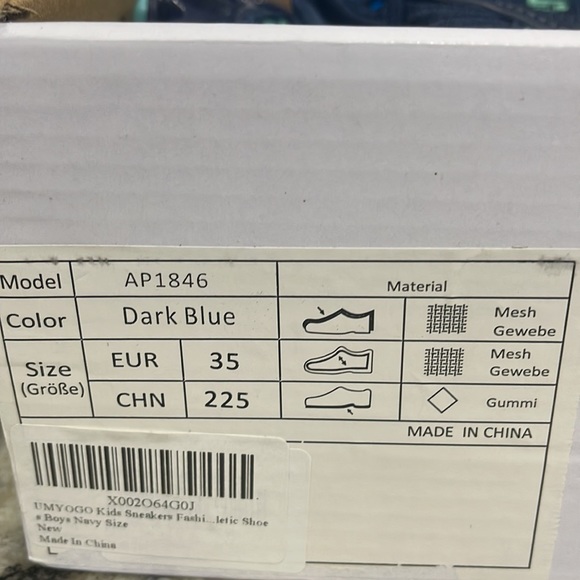 Model AP1846 Material
Color Dark Blue Mesh Gewebe
Size (Größe) EUR 35 Mesh Gewebe
CHN 225 Gummi
MADE IN CHINA
X002O64G0J
UMYOGO Kids Sneakers Fashi...letic Shoe
s Boys Navy Size
New
Made In China